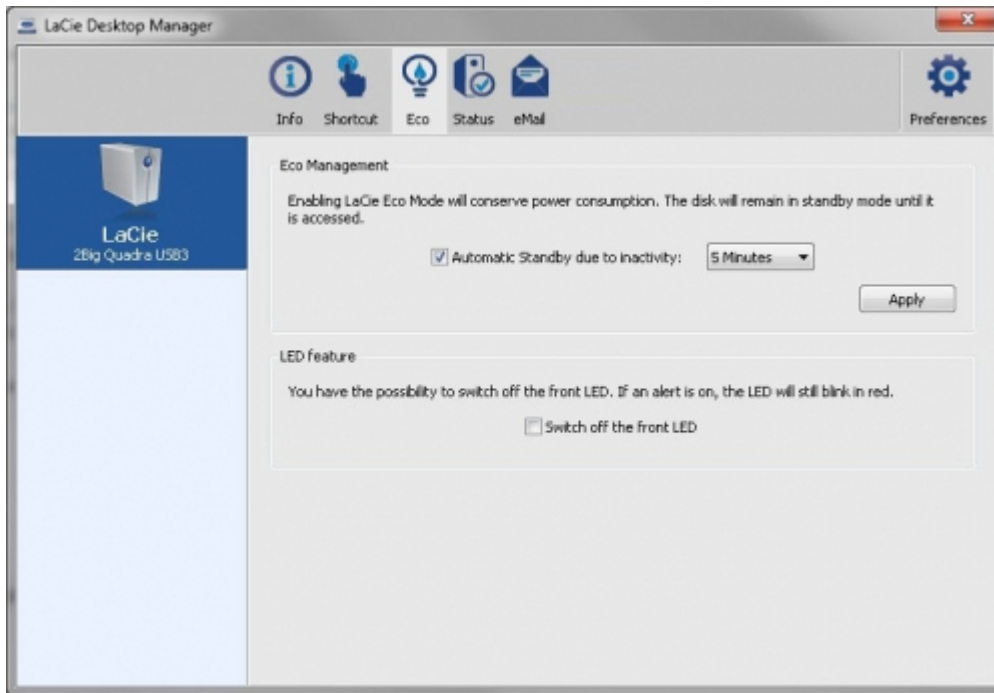 LaCie Desktop Manager
Info
Shortcut
Eco
Status
eMail
Preferences
LaCie
2Big Quadra USB3
Eco Management
Enabling LaCie Eco Mode will conserve power consumption. The disk will remain in standby mode until it
is accessed.
Automatic Standby due to inactivity:
5 Minutes
Apply
LED feature
You have the possibility to switch off the front LED. If an alert is on, the LED will still blink in red.
Switch off the front LED